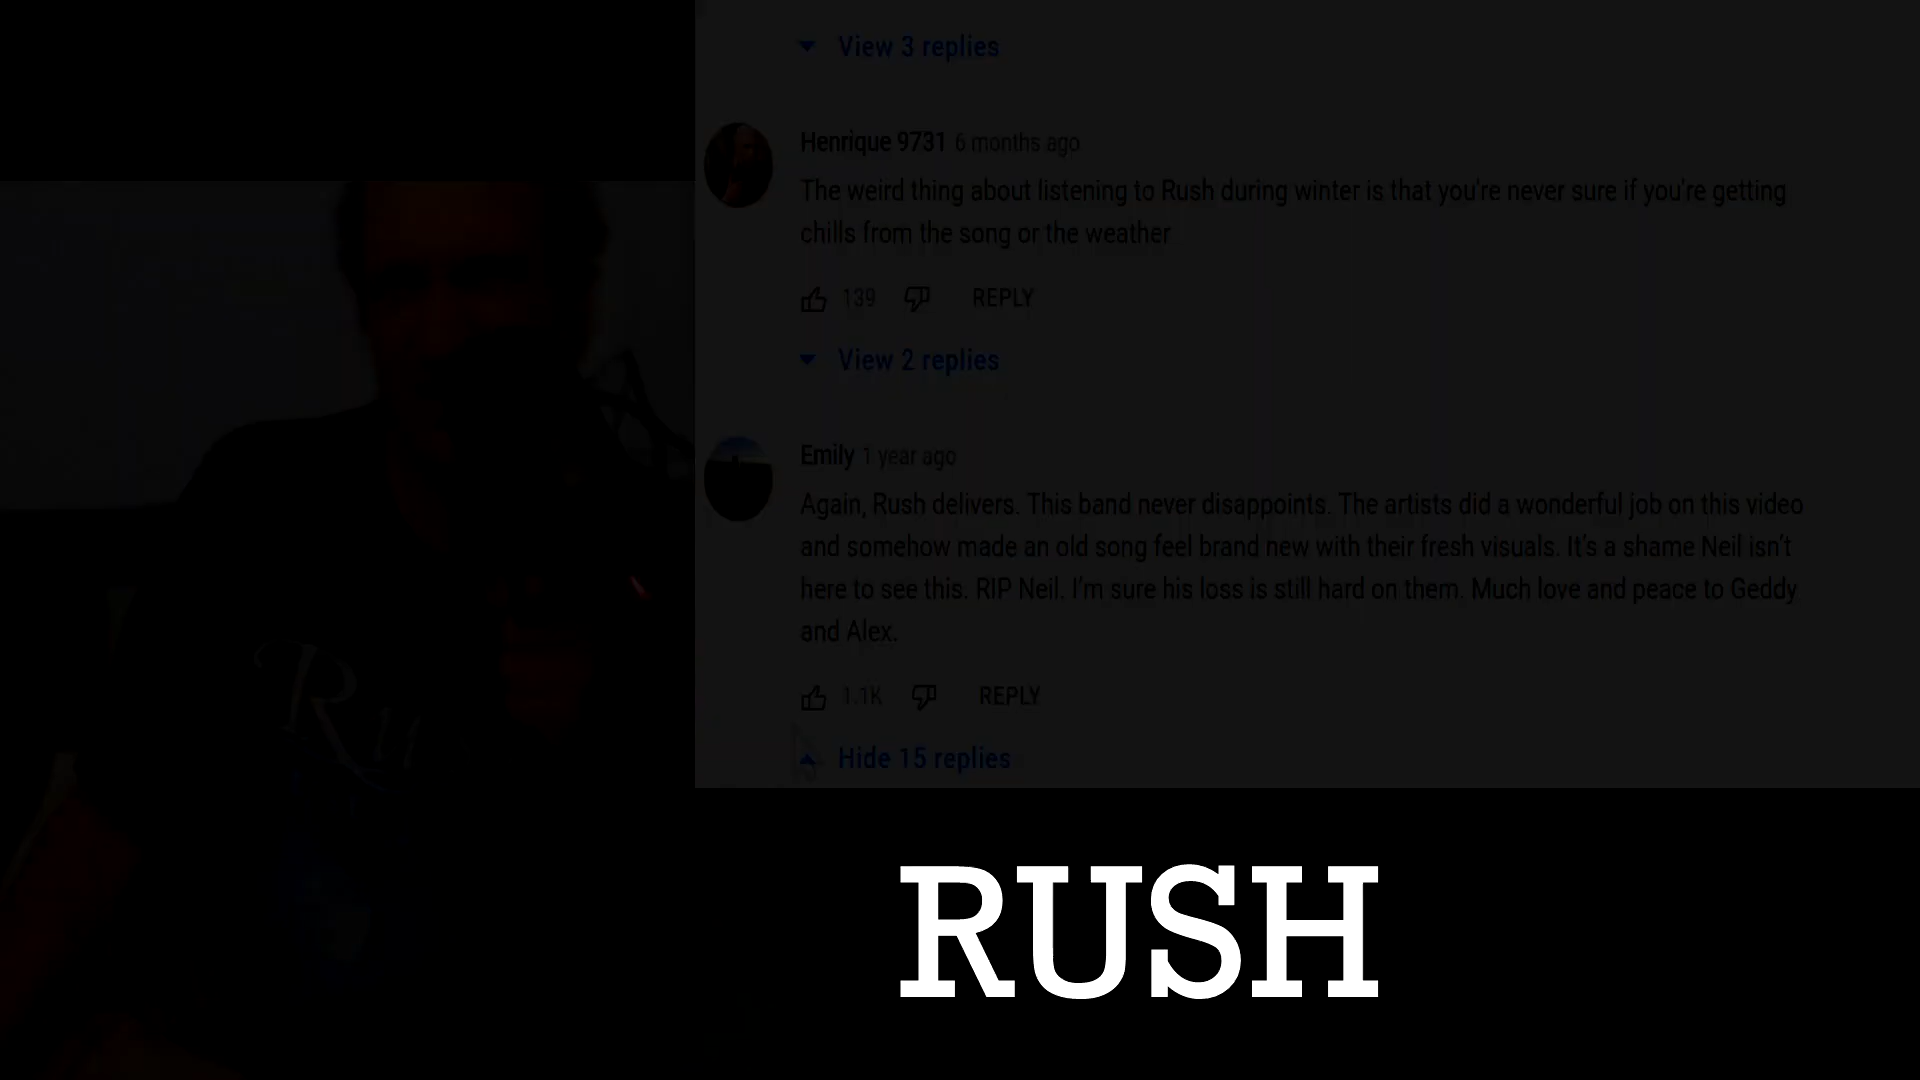 View 3 replies
Henrique 9731 6 months ago
The weird thing about listening to Rush during winter is that you're never sure if you're getting
chills from the song or the weather
139 REPLY
View 2 replies
Emily 1 year ago
Again, Rush delivers. This band never disappoints. The artists did a wonderful job on this video
and somehow made an old song feel brand new with their fresh visuals. It's a shame Neil isn't
here to see this. RIP Neil. I'm sure his loss is still hard on them. Much love and peace to Geddy
and Alex.
1.1K REPLY
Hide 15 replies
RUSH